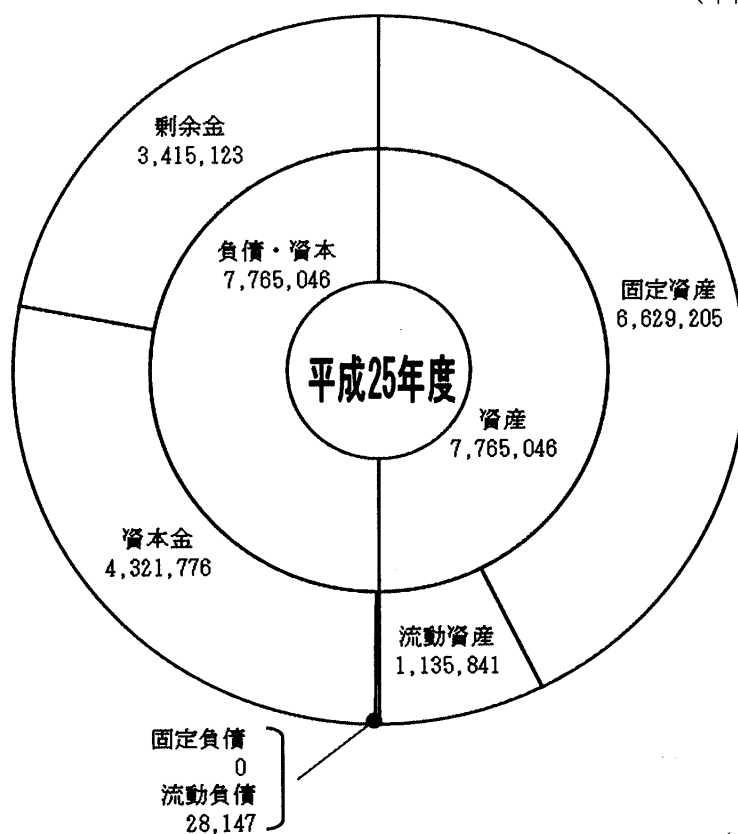 剰余金
3,415,123
負債・資本
7,765,046
固定資産
6,629,205
平成25年度
資産
7,765,046
資本金
4,321,776
流動資産
1,135,841
固定負債
0
流動負債
28,147